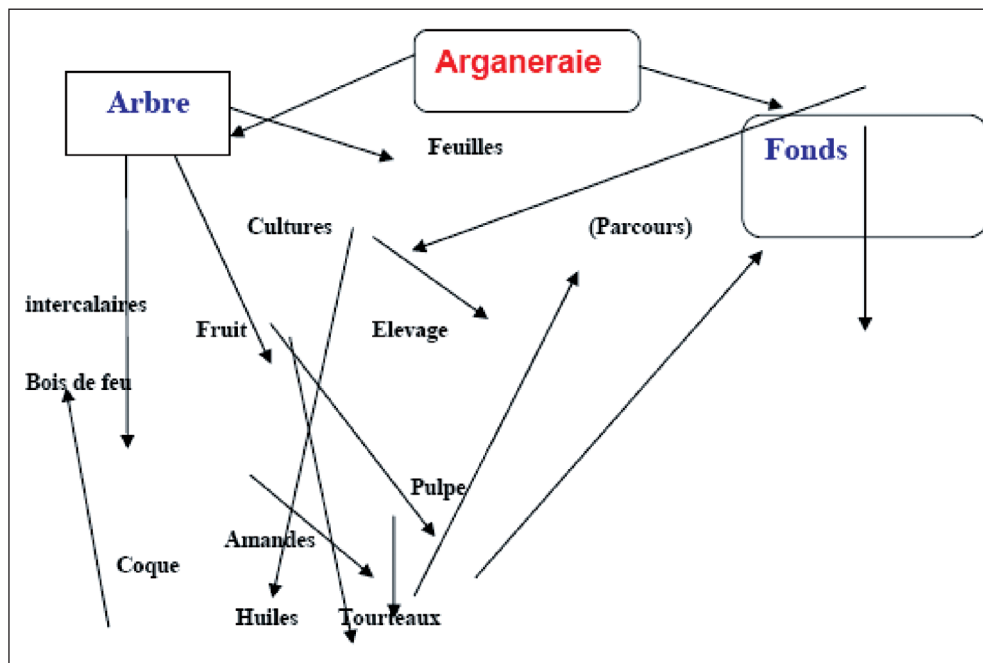 Arganeraie
Arbre
Feuilles
Fonds
Cultures
(Parcours)
intercalaires
Fruit
Elevage
Bois de feu
Pulpe
Amandes
Coque
Huiles
Tourteaux